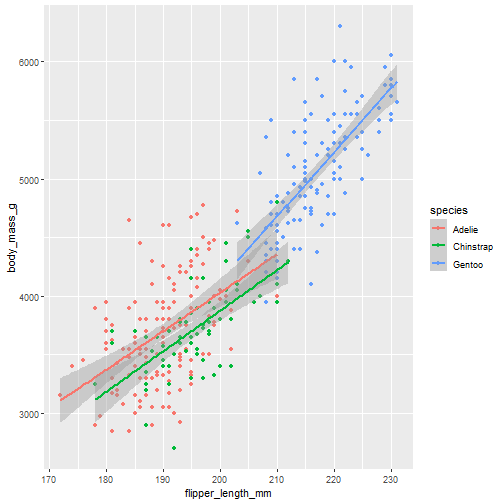 body_mass_g
6000
5000
4000
3000
170
180
190
200
210
220
230
flipper_length_mm
species
Adelie
Chinstrap
Gentoo